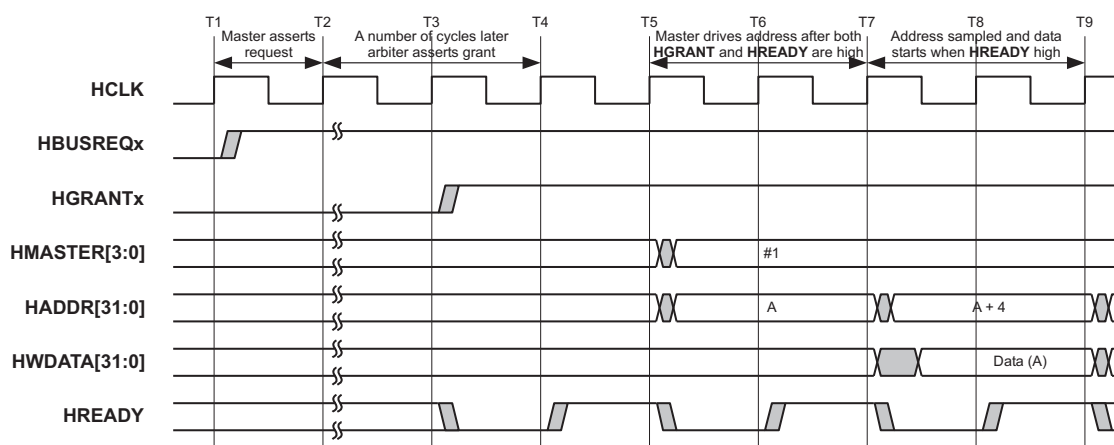 T1 T2 T3 T4 T5 T6 T7 T8 T9
Master asserts
request
A number of cycles later
arbiter asserts grant
Master drives address after both
HGRANT and HREADY are high
Address sampled and data
starts when HREADY high
HCLK
HBUSREQx
HGRANTx
HMASTER[3:0] #1
HADDR[31:0] A A + 4
HWDATA[31:0] Data (A)
HREADY